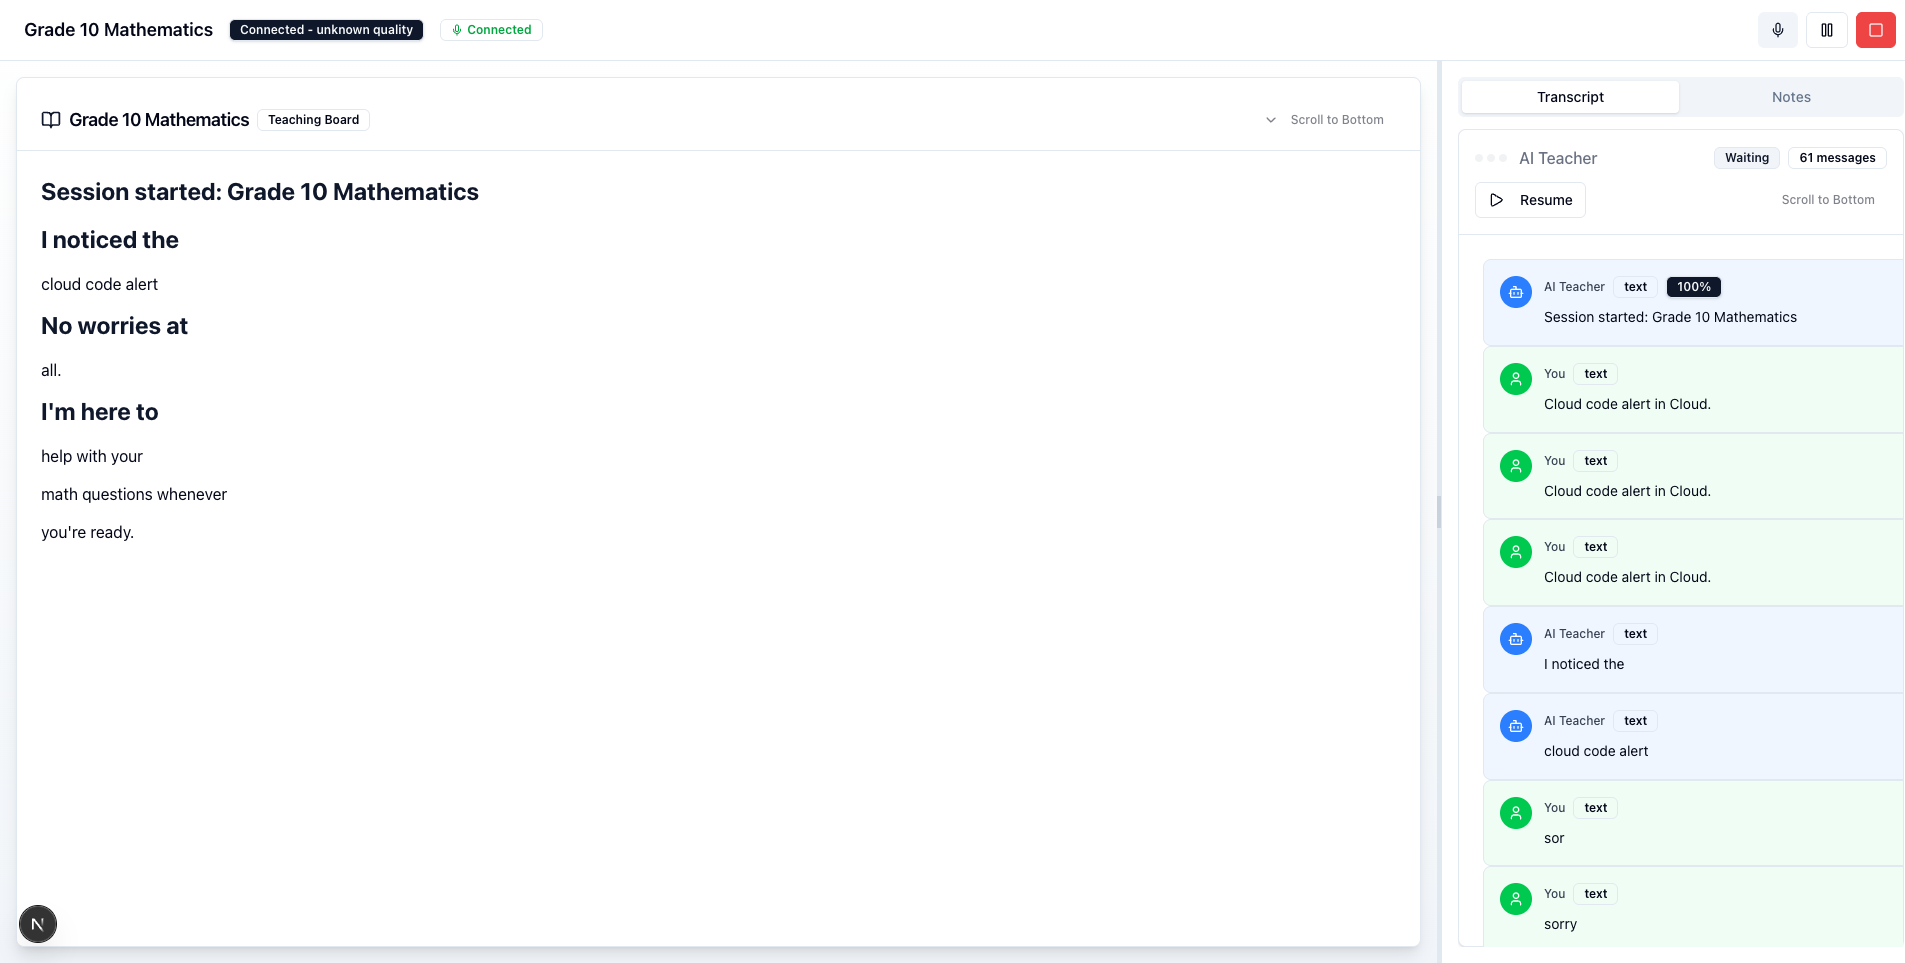 Grade 10 Mathematics
Connected - unknown quality
Connected
Grade 10 Mathematics
Teaching Board
Scroll to Bottom
Session started: Grade 10 Mathematics
I noticed the
cloud code alert
No worries at
all.
I'm here to
help with your
math questions whenever
you're ready.
N
Transcript
Notes
AI Teacher
Waiting
61 messages
Resume
Scroll to Bottom
AI Teacher text 100%
Session started: Grade 10 Mathematics
You text
Cloud code alert in Cloud.
You text
Cloud code alert in Cloud.
You text
Cloud code alert in Cloud.
AI Teacher text
I noticed the
AI Teacher text
cloud code alert
You text
sor
You text
sorry